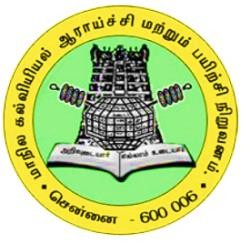 மாநில கல்வியியல் ஆராய்ச்சி மற்றும் பயிற்சி நிறுவனம்.
அறிவுடையார் எல்லாம் உடையார்
சென்னை - 600 006